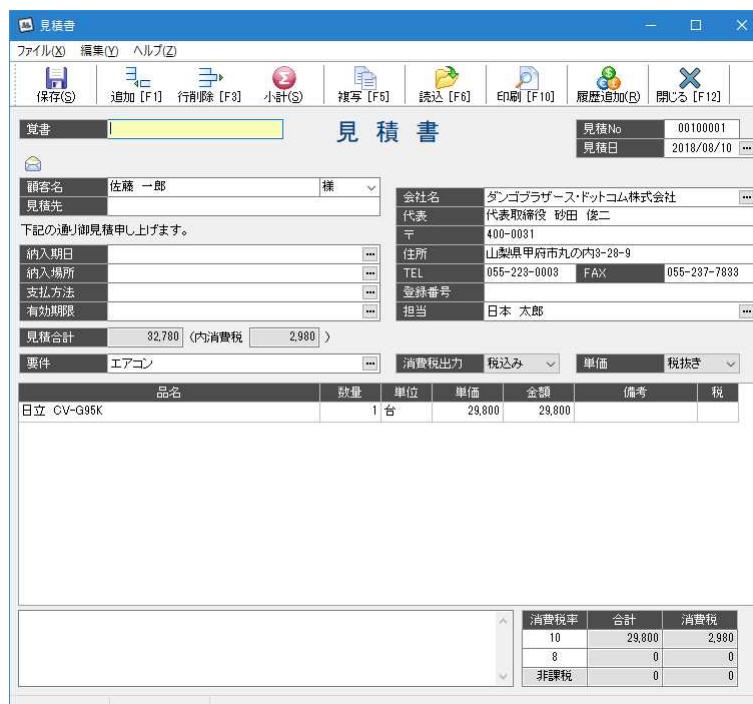 見積書
ファイル(X) 編集(Y) ヘルプ(Z)
保存(S) 追加 [F1] 行削除 [F3] 小計(S) 複写 [F5] 読込 [F6] 印刷 [F10] 履歴追加(R) 閉じる [F12]
覚書
見積書
見積No 00100001
見積日 2018/08/10
顧客名 佐藤 一郎 様
見積先
下記の通り御見積申し上げます。
納入期日
納入場所
支払方法
有効期限
会社名 ダンゴブラザース・ドットコム株式会社
代表 代表取締役 砂田 俊二
〒 400-0031
住所 山梨県甲府市丸の内3-28-9
TEL 055-223-0003 FAX 055-237-7833
登録番号
担当 日本 太郎
見積合計 32,780 (内消費税 2,980 )
要件 エアコン 消費税出力 税込み 単価 税抜き
品名 数量 単位 単価 金額 備考 税
日立 CV-G95K 1 台 29,800 29,800
消費税率 合計 消費税
10 29,800 2,980
8 0 0
非課税 0 0